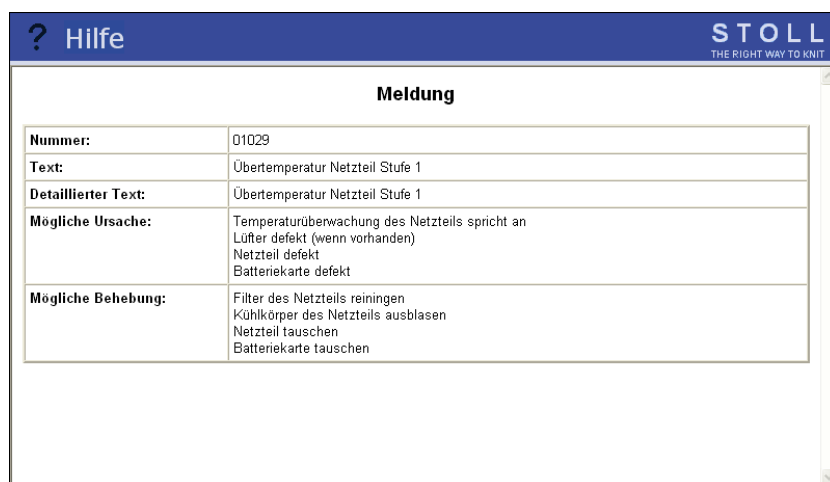 ? Hilfe
STOLL
THE RIGHT WAY TO KNIT
Meldung
Nummer: 01029
Text: Übertemperatur Netzteil Stufe 1
Detaillierter Text: Übertemperatur Netzteil Stufe 1
Mögliche Ursache: Temperaturüberwachung des Netzteils spricht an
Lüfter defekt (wenn vorhanden)
Netzteil defekt
Batteriekarte defekt
Mögliche Behebung: Filter des Netzteils reiningen
Kühlkörper des Netzteils ausblasen
Netzteil tauschen
Batteriekarte tauschen